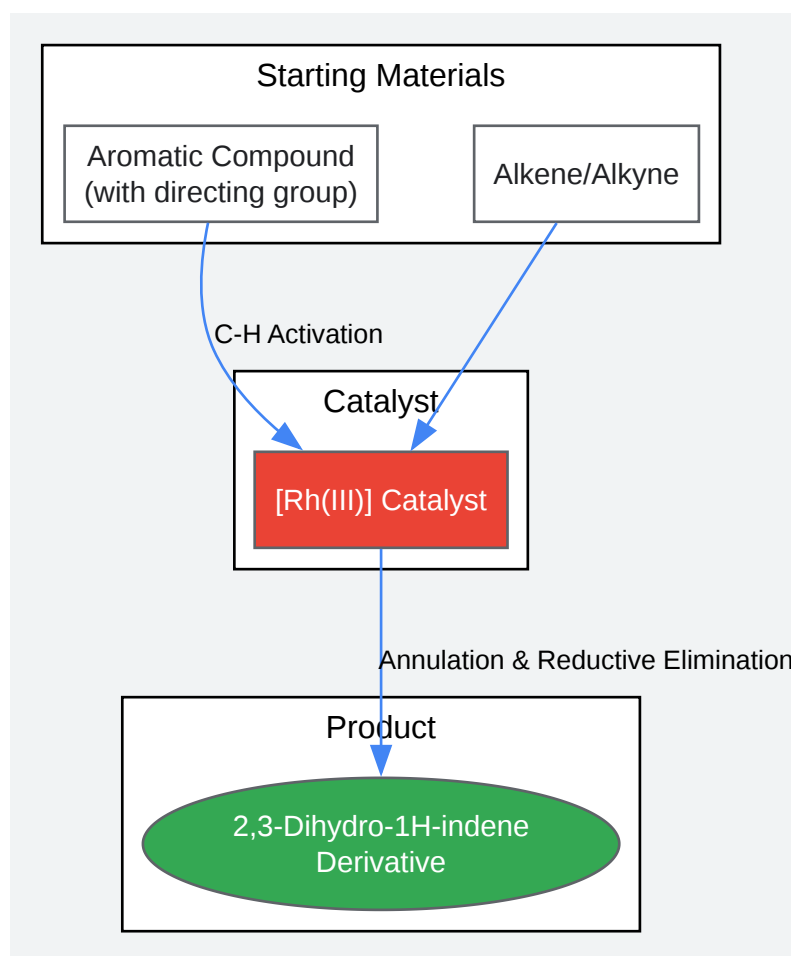 Starting Materials
Aromatic Compound
(with directing group)
Alkene/Alkyne
C-H Activation
Catalyst
[Rh(III)] Catalyst
Annulation & Reductive Elimination
Product
2,3-Dihydro-1H-indene
Derivative